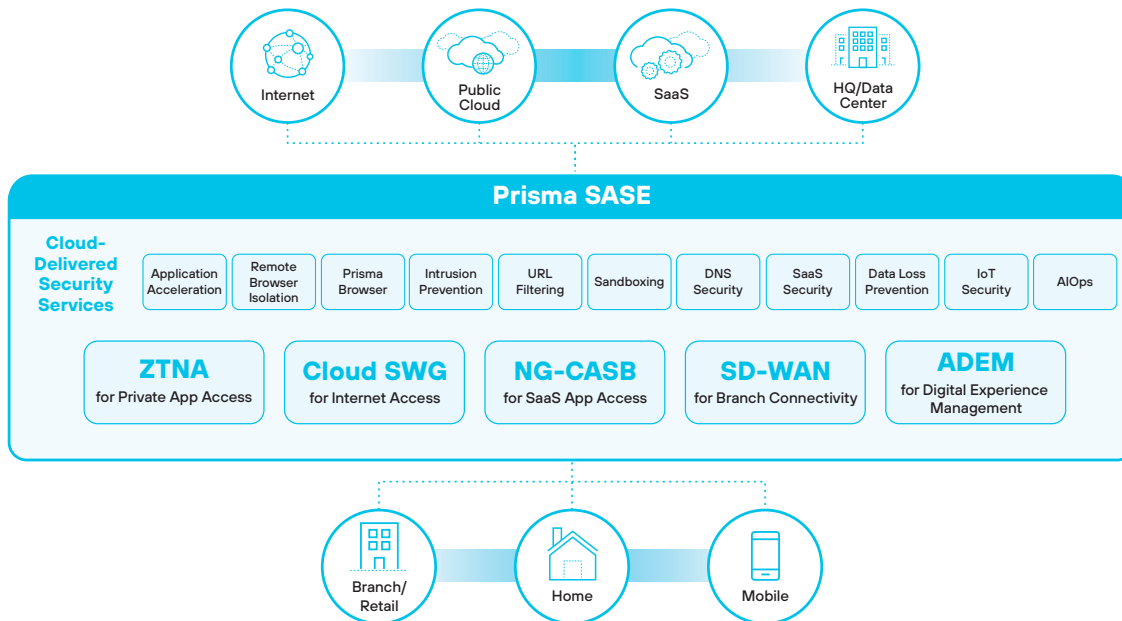 Internet
Public
Cloud
SaaS
HQ/Data
Center
Prisma SASE
Cloud-
Delivered
Security
Services
Application
Acceleration
Remote
Browser
Isolation
Prisma
Browser
Intrusion
Prevention
URL
Filtering
Sandboxing
DNS
Security
SaaS
Security
Data Loss
Prevention
IoT
Security
AIOps
ZTNA
for Private App Access
Cloud SWG
for Internet Access
NG-CASB
for SaaS App Access
SD-WAN
for Branch Connectivity
ADEM
for Digital Experience
Management
Branch/
Retail
Home
Mobile